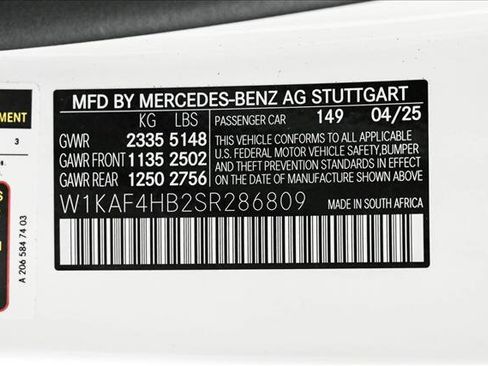 MFD BY MERCEDES-BENZ AG STUTTGART
KG LBS
PASSENGER CAR 149 04/25
GVWR 2335 5148
GAWR FRONT 1135 2502
GAWR REAR 1250 2756
THIS VEHICLE CONFORMS TO ALL APPLICABLE
U.S. FEDERAL MOTOR VEHICLE SAFETY, BUMPER
AND THEFT PREVENTION STANDARDS IN EFFECT
ON THE DATE OF MANUFACTURE SHOWN ABOVE
W1KAF4HB2SR286809
MADE IN SOUTH AFRICA
3
A 206 584 74 03